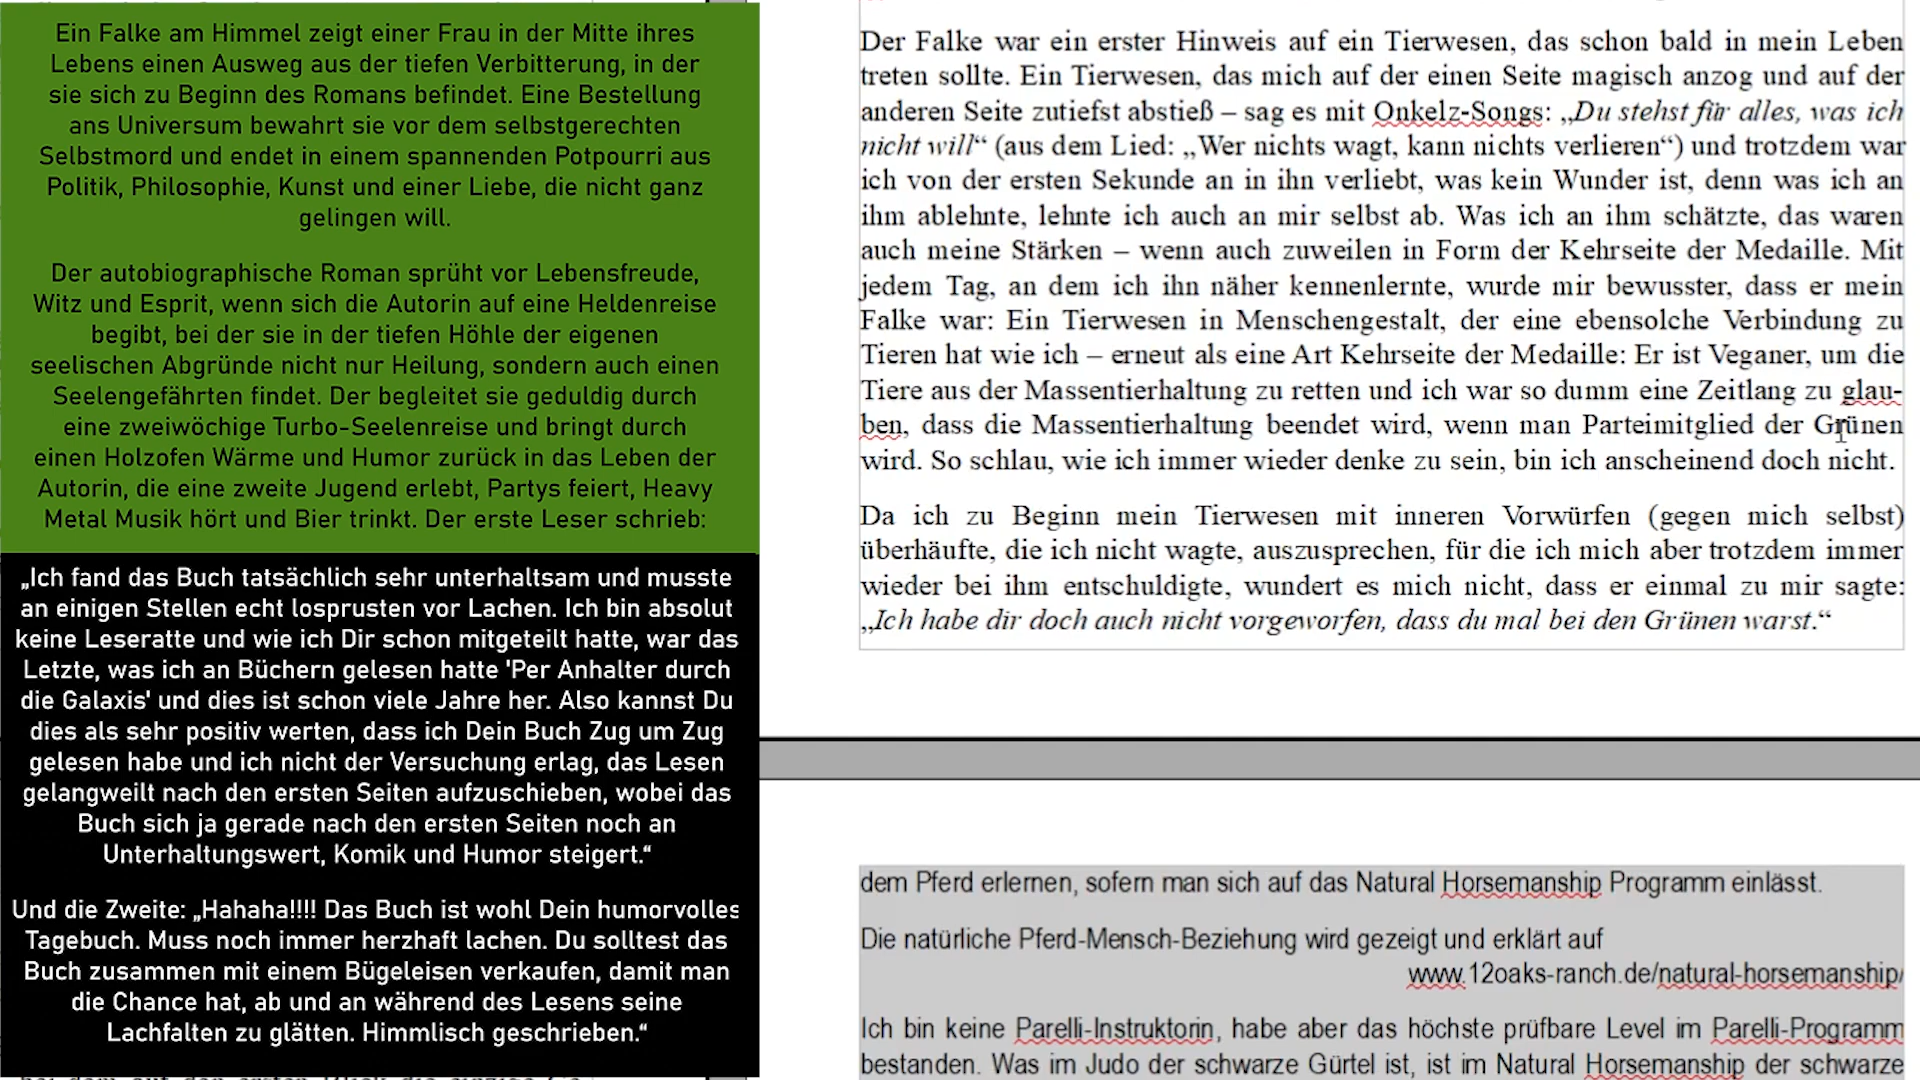 Ein Falke am Himmel zeigt einer Frau in der Mitte ihres
Lebens einen Ausweg aus der tiefen Verbitterung, in der
sie sich zu Beginn des Romans befindet. Eine Bestellung
ans Universum bewahrt sie vor dem selbstgerechten
Selbstmord und endet in einem spannenden Potpourri aus
Politik, Philosophie, Kunst und einer Liebe, die nicht ganz
gelingen will.
Der autobiographische Roman sprüht vor Lebensfreude,
Witz und Esprit, wenn sich die Autorin auf eine Heldenreise
begibt, bei der sie in der tiefen Höhle der eigenen
seelischen Abgründe nicht nur Heilung, sondern auch einen
Seelengefährten findet. Der begleitet sie geduldig durch
eine zweiwöchige Turbo-Seelenreise und bringt durch
einen Holzofen Wärme und Humor zurück in das Leben der
Autorin, die eine zweite Jugend erlebt, Partys feiert, Heavy
Metal Musik hört und Bier trinkt. Der erste Leser schrieb:
„Ich fand das Buch tatsächlich sehr unterhaltsam und musste
an einigen Stellen echt losprusten vor Lachen. Ich bin absolut
keine Leseratte und wie ich Dir schon mitgeteilt hatte, war das
Letzte, was ich an Büchern gelesen hatte 'Per Anhalter durch
die Galaxis' und dies ist schon viele Jahre her. Also kannst Du
dies als sehr positiv werten, dass ich Dein Buch Zug um Zug
gelesen habe und ich nicht der Versuchung erlag, das Lesen
gelangweilt nach den ersten Seiten aufzuschieben, wobei das
Buch sich ja gerade nach den ersten Seiten noch an
Unterhaltungswert, Komik und Humor steigert.“
Und die Zweite: „Hahaha!!!! Das Buch ist wohl Dein humorvolles
Tagebuch. Muss noch immer herzhaft lachen. Du solltest das
Buch zusammen mit einem Bügeleisen verkaufen, damit man
die Chance hat, ab und an während des Lesens seine
Lachfalten zu glätten. Himmlisch geschrieben.“
Der Falke war ein erster Hinweis auf ein Tierwesen, das schon bald in mein Leben
treten sollte. Ein Tierwesen, das mich auf der einen Seite magisch anzog und auf der
anderen Seite zutiefst abstieß – sag es mit Onkelz-Songs: „Du stehst für alles, was ich
nicht will“ (aus dem Lied: „Wer nichts wagt, kann nichts verlieren“) und trotzdem war
ich von der ersten Sekunde an in ihn verliebt, was kein Wunder ist, denn was ich an
ihm ablehnte, lehnte ich auch an mir selbst ab. Was ich an ihm schätzte, das waren
auch meine Stärken – wenn auch zuweilen in Form der Kehrseite der Medaille. Mit
jedem Tag, an dem ich ihn näher kennenlernte, wurde mir bewusster, dass er mein
Falke war: Ein Tierwesen in Menschengestalt, der eine ebensolche Verbindung zu
Tieren hat wie ich – erneut als eine Art Kehrseite der Medaille: Er ist Veganer, um die
Tiere aus der Massentierhaltung zu retten und ich war so dumm eine Zeitlang zu glau-
ben, dass die Massentierhaltung beendet wird, wenn man Parteimitglied der Grünen
wird. So schlau, wie ich immer wieder denke zu sein, bin ich anscheinend doch nicht.
Da ich zu Beginn mein Tierwesen mit inneren Vorwürfen (gegen mich selbst)
überhäufte, die ich nicht wagte, auszusprechen, für die ich mich aber trotzdem immer
wieder bei ihm entschuldigte, wundert es mich nicht, dass er einmal zu mir sagte:
„Ich habe dir doch auch nicht vorgeworfen, dass du mal bei den Grünen warst.“
dem Pferd erlernen, sofern man sich auf das Natural Horsemanship Programm einlässt.
Die natürliche Pferd-Mensch-Beziehung wird gezeigt und erklärt auf
www.12oaks-ranch.de/natural-horsemanship/
Ich bin keine Parelli-Instruktorin, habe aber das höchste prüfbare Level im Parelli-Programm
bestanden. Was im Judo der schwarze Gürtel ist, ist im Natural Horsemanship der schwarze